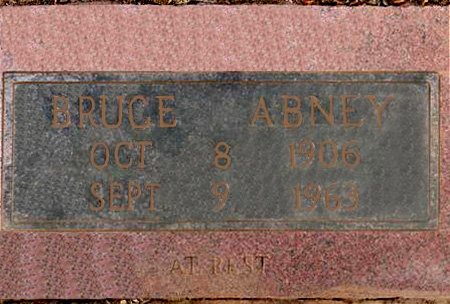 BRUCE ABNEY
OCT 8 1906
SEPT 9 1963
AT REST